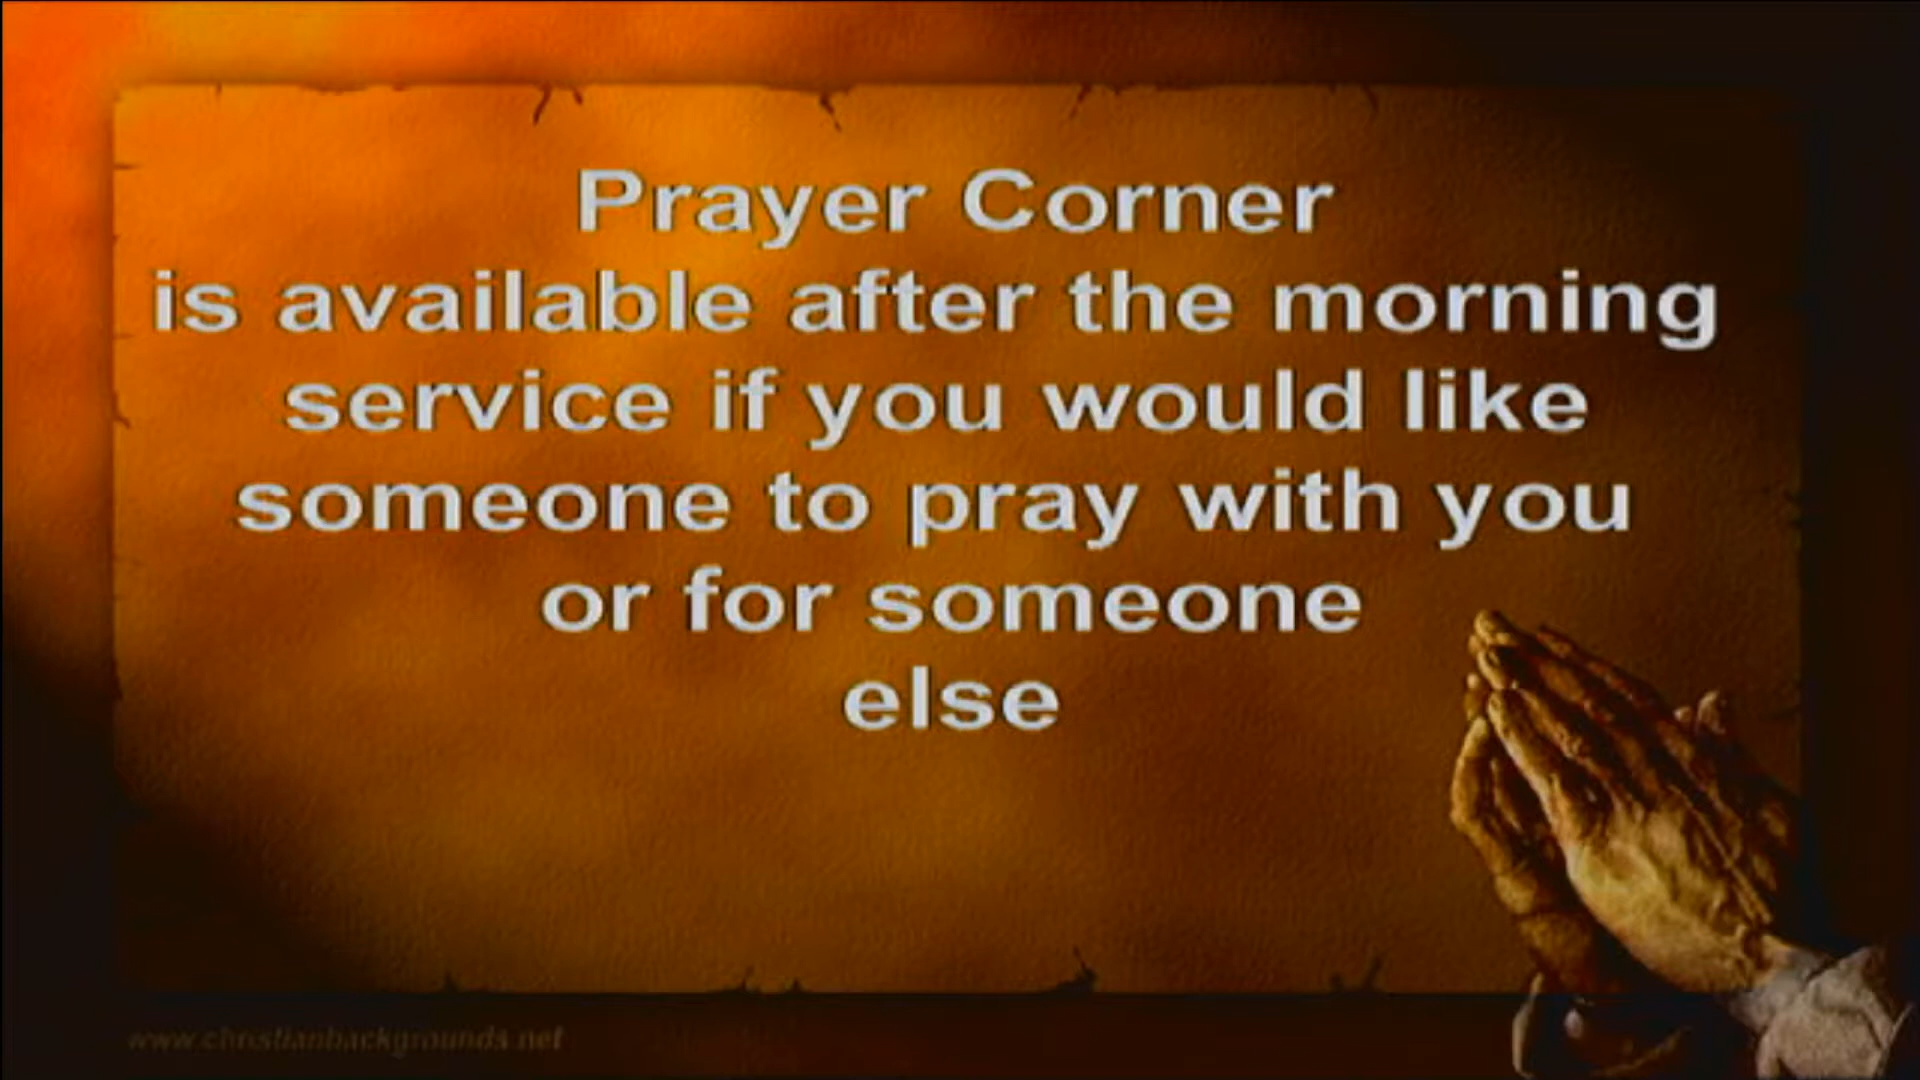 Prayer Corner
is available after the morning
service if you would like
someone to pray with you
or for someone
else
www.christianbackgrounds.net